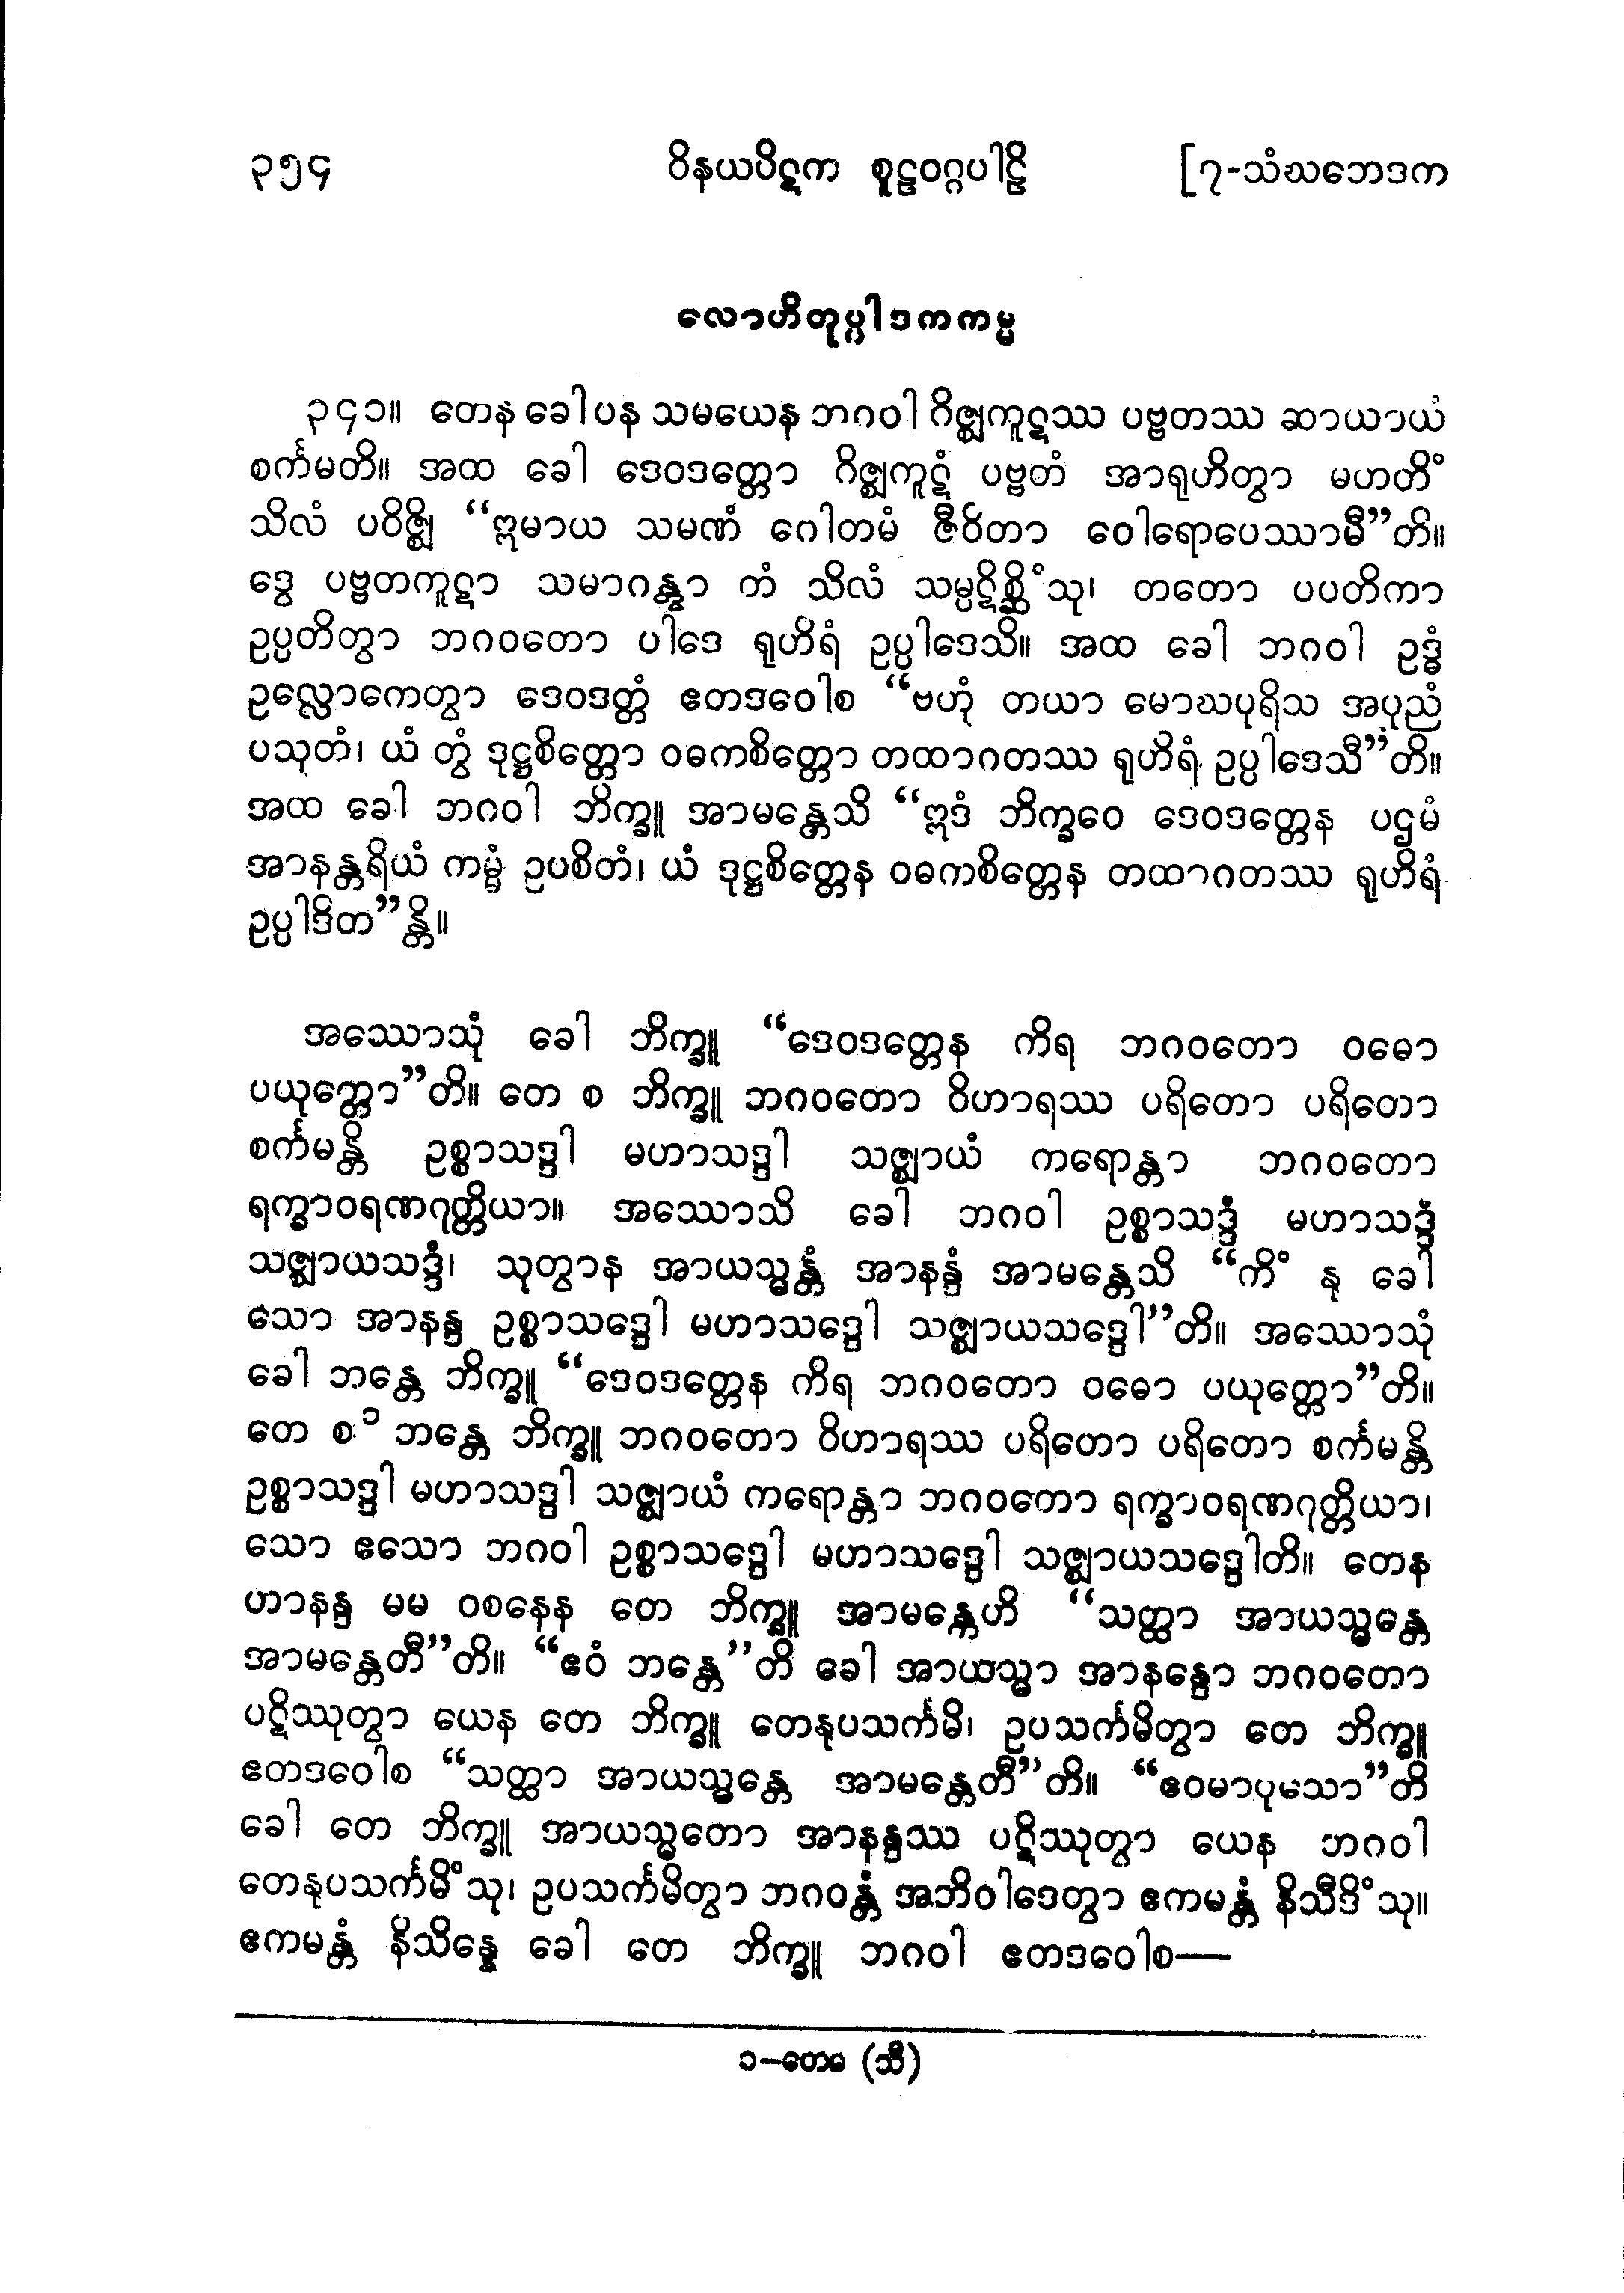 ၃၅၄ ဝိနယပိဋက စူဠဝဂ္ဂပါဠိ [၇-သံဃဘေဒက
လောဟိတုပ္ပါဒကကမ္မ
၃၄၁။ တေန ခေါ ပန သမယေန ဘဂဝါ ဂိဇ္ဈကူဋဿ ပဗ္ဗတဿ ဆာယာယံ
စင်္ကမတိ။ အထ ခေါ ဒေဝဒတ္တော ဂိဇ္ဈကူဋံ ပဗ္ဗတံ အာရုဟိတွာ မဟတိံ
သိလံ ပဝိဇ္ဈိ “ဣမာယ သမဏံ ဂေါတမံ ဇီဝိတာ ဝေါရောပေဿာမီ”တိ။
ဒွေ ပဗ္ဗတကူဋာ သမာဂန္တွာ တံ သိလံ သမ္ပဋိစ္ဆိံသု၊ တတော ပပတိကာ
ဥပ္ပတိတွာ ဘဂဝတော ပါဒေ ရုဟိရံ ဥပ္ပါဒေသိ။ အထ ခေါ ဘဂဝါ ဥဒ္ဓံ
ဥလ္လောကေတွာ ဒေဝဒတ္တံ ဧတဒဝေါစ “ဗဟုံ တယာ မောဃပုရိသ အပုညံ
ပသုတံ၊ ယံ တွံ ဒုဋ္ဌစိတ္တော ဝဓကစိတ္တော တထာဂတဿ ရုဟိရံ ဥပ္ပါဒေသီ”တိ။
အထ ခေါ ဘဂဝါ ဘိက္ခူ အာမန္တေသိ “ဣဒံ ဘိက္ခဝေ ဒေဝဒတ္တေန ပဌမံ
အာနန္တရိယံ ကမ္မံ ဥပစိတံ၊ ယံ ဒုဋ္ဌစိတ္တေန ဝဓကစိတ္တေန တထာဂတဿ ရုဟိရံ
ဥပ္ပါဒိတ”န္တိ။
အဿောသုံ ခေါ ဘိက္ခူ “ဒေဝဒတ္တေန ကိရ ဘဂဝတော ဝဓော
ပယုတ္တော”တိ။ တေ စ ဘိက္ခူ ဘဂဝတော ဝိဟာရဿ ပရိတော ပရိတော
စင်္ကမန္တိ ဥစ္စာသဒ္ဒါ မဟာသဒ္ဒါ သဇ္ဈာယံ ကရောန္တာ ဘဂဝတော
ရက္ခာဝရဏဂုတ္တိယာ။ အဿောသိ ခေါ ဘဂဝါ ဥစ္စာသဒ္ဒံ မဟာသဒ္ဒံ
သဇ္ဈာယသဒ္ဒံ၊ သုတွာန အာယသ္မန္တံ အာနန္ဒံ အာမန္တေသိ “ကိံ နု ခေါ
သော အာနန္ဒ ဥစ္စာသဒ္ဒေါ မဟာသဒ္ဒေါ သဇ္ဈာယသဒ္ဒေါ”တိ။ အဿောသုံ
ခေါ ဘန္တေ ဘိက္ခူ “ဒေဝဒတ္တေန ကိရ ဘဂဝတော ဝဓော ပယုတ္တော”တိ။
တေ စ ၁ ဘန္တေ ဘိက္ခူ ဘဂဝတော ဝိဟာရဿ ပရိတော ပရိတော စင်္ကမန္တိ
ဥစ္စာသဒ္ဒါ မဟာသဒ္ဒါ သဇ္ဈာယံ ကရောန္တာ ဘဂဝတော ရက္ခာဝရဏဂုတ္တိယာ၊
သော ဧသော ဘဂဝါ ဥစ္စာသဒ္ဒေါ မဟာသဒ္ဒေါ သဇ္ဈာယသဒ္ဒေါတိ။ တေန
ဟာနန္ဒ မမ ဝစနေန တေ ဘိက္ခူ အာမန္တေဟိ “သတ္ထာ အာယသ္မန္တေ
အာမန္တေတီ”တိ။ “ဧဝံ ဘန္တေ”တိ ခေါ အာယသ္မာ အာနန္ဒော ဘဂဝတော
ပဋိဿုတွာ ယေန တေ ဘိက္ခူ တေနုပသင်္ကမိ၊ ဥပသင်္ကမိတွာ တေ ဘိက္ခူ
ဧတဒဝေါစ “သတ္ထာ အာယသ္မန္တေ အာမန္တေတီ”တိ။ “ဧဝမာဝုသော”တိ
ခေါ တေ ဘိက္ခူ အာယသ္မတော အာနန္ဒဿ ပဋိဿုတွာ ယေန ဘဂဝါ
တေနုပသင်္ကမိံသု၊ ဥပသင်္ကမိတွာ ဘဂဝန္တံ အဘိဝါဒေတွာ ဧကမန္တံ နိသီဒိံသု။
ဧကမန္တံ နိသိန္နေ ခေါ တေ ဘိက္ခူ ဘဂဝါ ဧတဒဝေါစ—
၁-တေဓ (သီ)